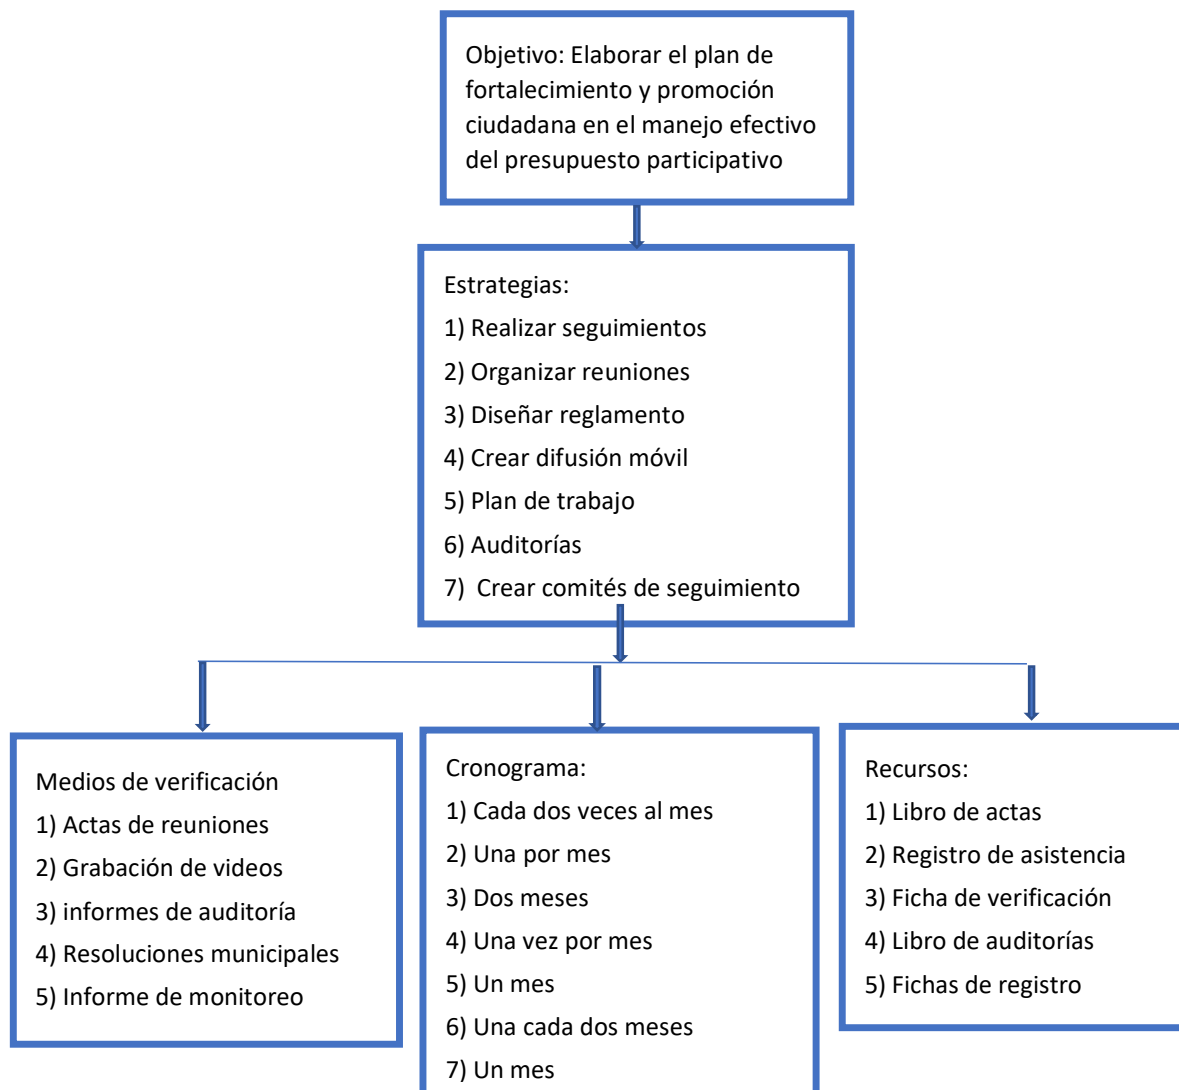 Objetivo: Elaborar el plan de
fortalecimiento y promoción
ciudadana en el manejo efectivo
del presupuesto participativo
Estrategias:
1) Realizar seguimientos
2) Organizar reuniones
3) Diseñar reglamento
4) Crear difusión móvil
5) Plan de trabajo
6) Auditorías
7) Crear comités de seguimiento
Medios de verificación
1) Actas de reuniones
2) Grabación de videos
3) informes de auditoría
4) Resoluciones municipales
5) Informe de monitoreo
Cronograma:
1) Cada dos veces al mes
2) Una por mes
3) Dos meses
4) Una vez por mes
5) Un mes
6) Una cada dos meses
7) Un mes
Recursos:
1) Libro de actas
2) Registro de asistencia
3) Ficha de verificación
4) Libro de auditorías
5) Fichas de registro